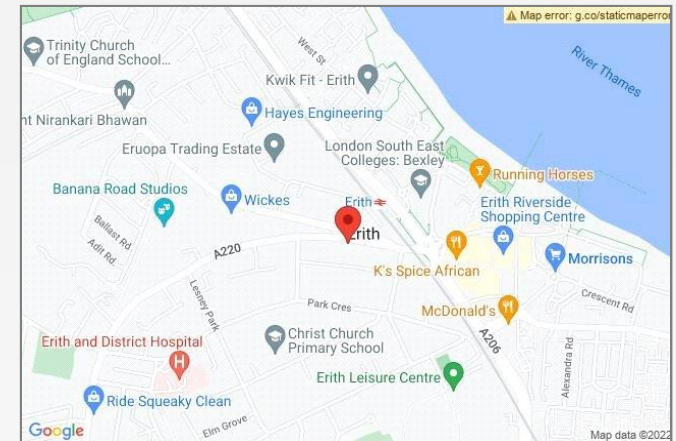 Map error: g.co/staticmaperror
Trinity Church
of England School...
West St
River Thames
Kwik Fit - Erith
nt Nirankari Bhawan
Hayes Engineering
Eruopa Trading Estate
London South East
Colleges: Bexley
Running Horses
Banana Road Studios
Wickes
Erith
Erith Riverside
Shopping Centre
Ballast Rd
Adit Rd
A220
Erith
K's Spice African
Morrisons
Lesney Park
Park Cres
McDonald's
Crescent Rd
Christ Church
Primary School
A206
Alexandra Rd
Erith and District Hospital
H
Erith Leisure Centre
Ride Squeaky Clean
Elm Grove
Google
Map data ©2022